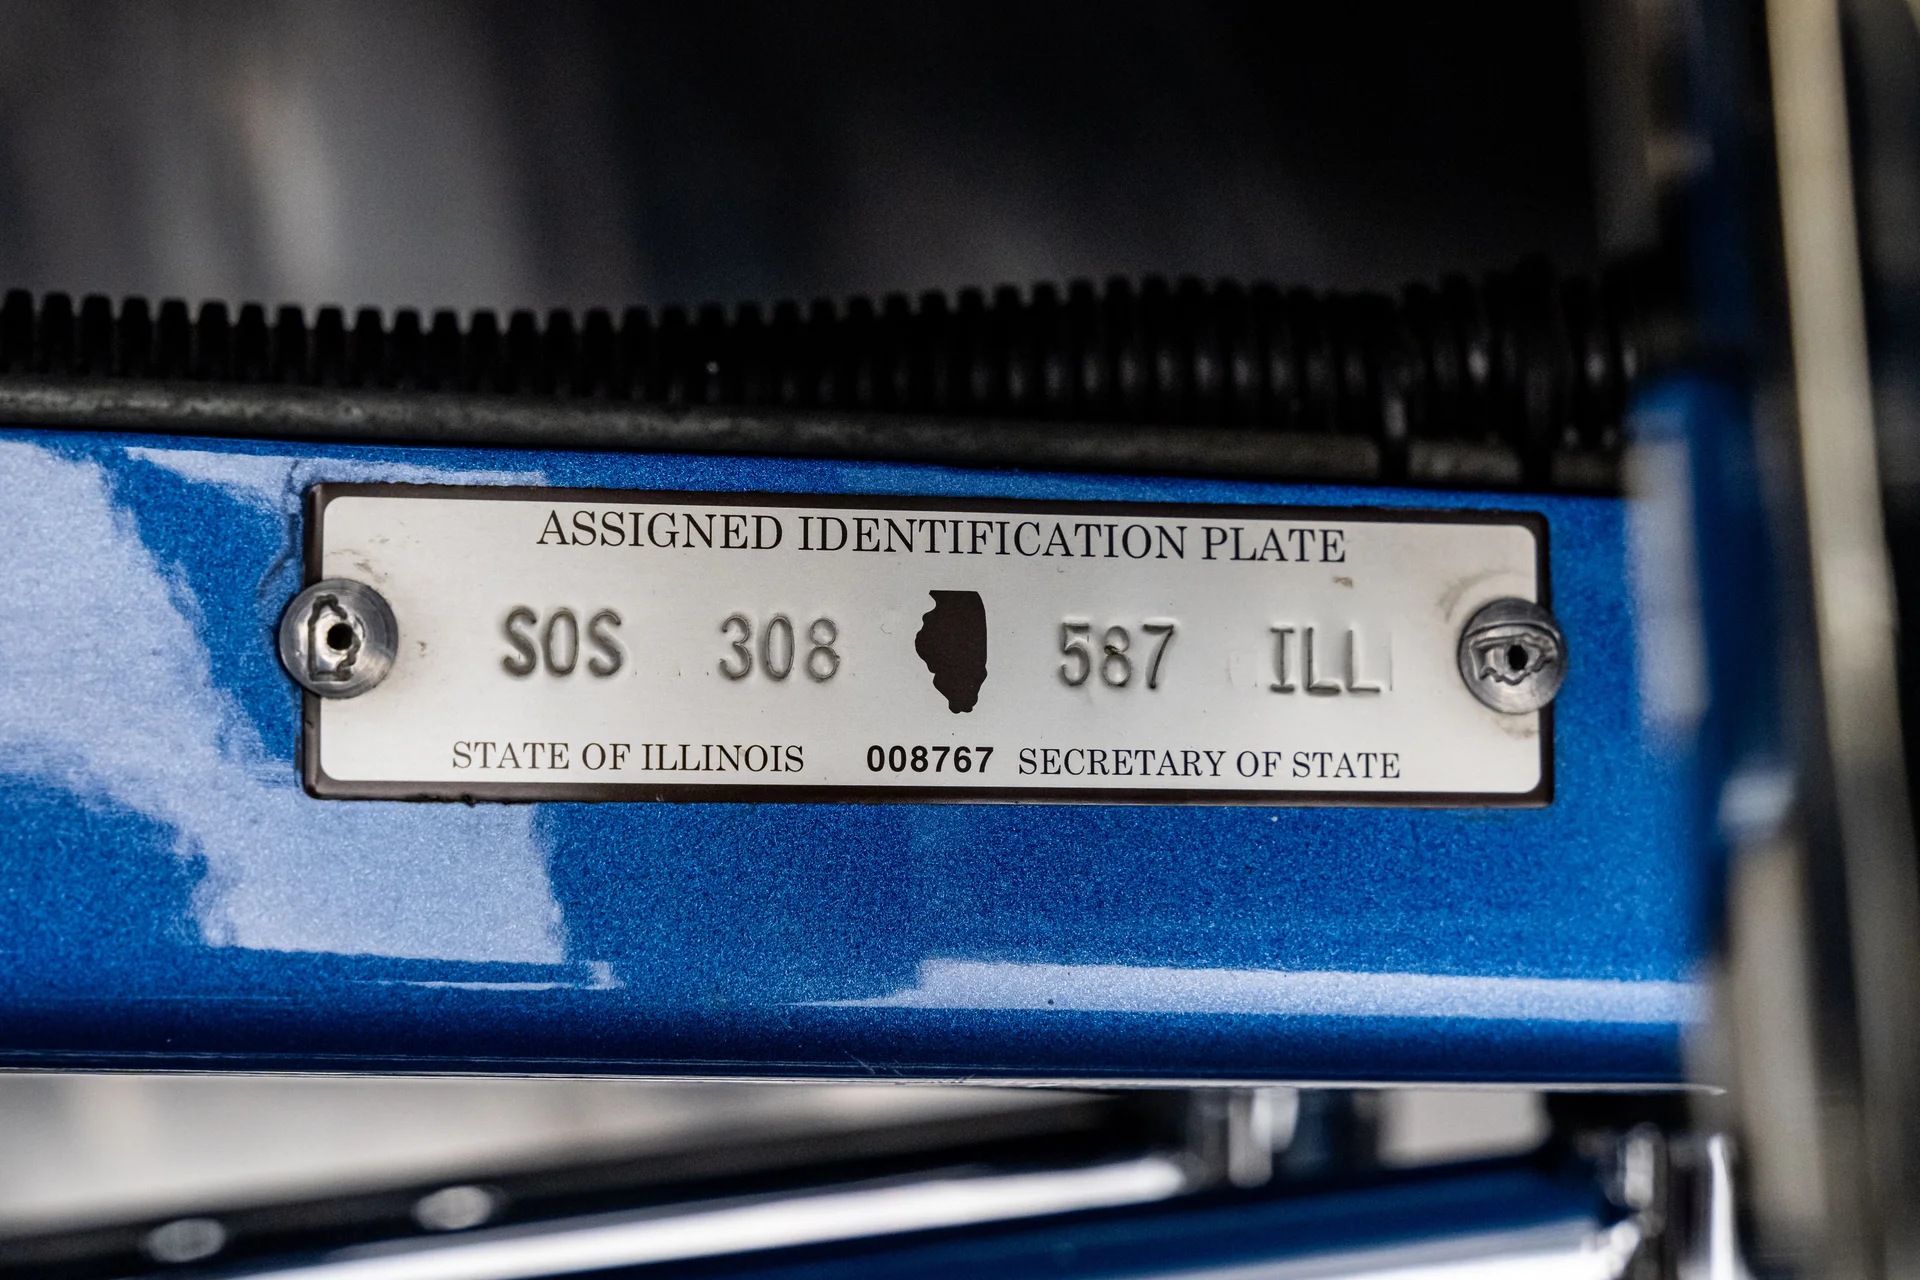 ASSIGNED IDENTIFICATION PLATE
SOS 308 587 ILL
STATE OF ILLINOIS 008767 SECRETARY OF STATE